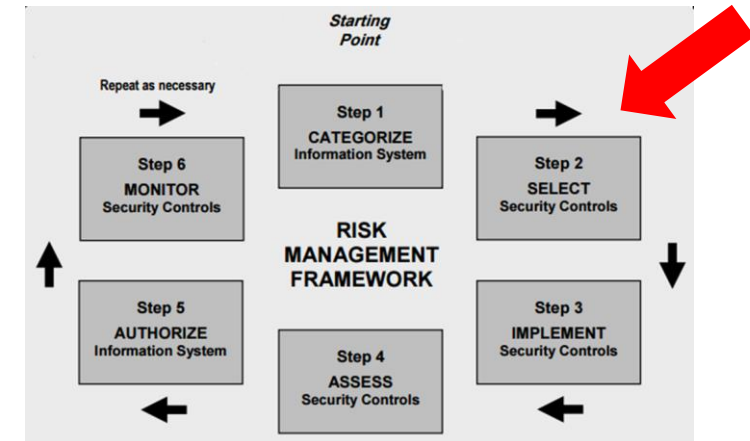 Starting
Point
Repeat as necessary
Step 1
CATEGORIZE
Information System
Step 2
SELECT
Security Controls
Step 3
IMPLEMENT
Security Controls
Step 4
ASSESS
Security Controls
Step 5
AUTHORIZE
Information System
Step 6
MONITOR
Security Controls
RISK
MANAGEMENT
FRAMEWORK